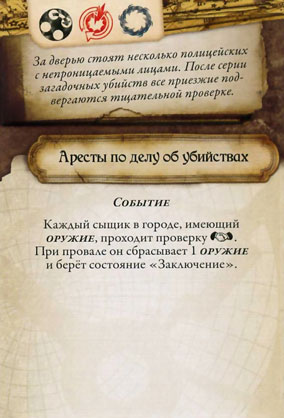 За дверью стоят несколько полицейских
с непроницаемыми лицами. После серии
загадочных убийств все приезжие под-
вергаются тщательной проверке.
Аресты по делу об убийствах
Событие
Каждый сыщик в городе, имеющий
оружие, проходит проверку .
При провале он сбрасывает 1 оружие
и берёт состояние «Заключение».